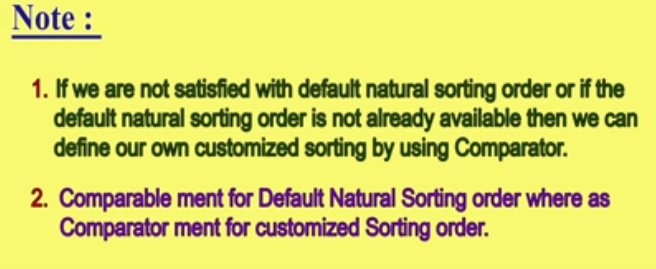 Note :
1. If we are not satisfied with default natural sorting order or if the
default natural sorting order is not already available then we can
define our own customized sorting by using Comparator.
2. Comparable ment for Default Natural Sorting order where as
Comparator ment for customized Sorting order.